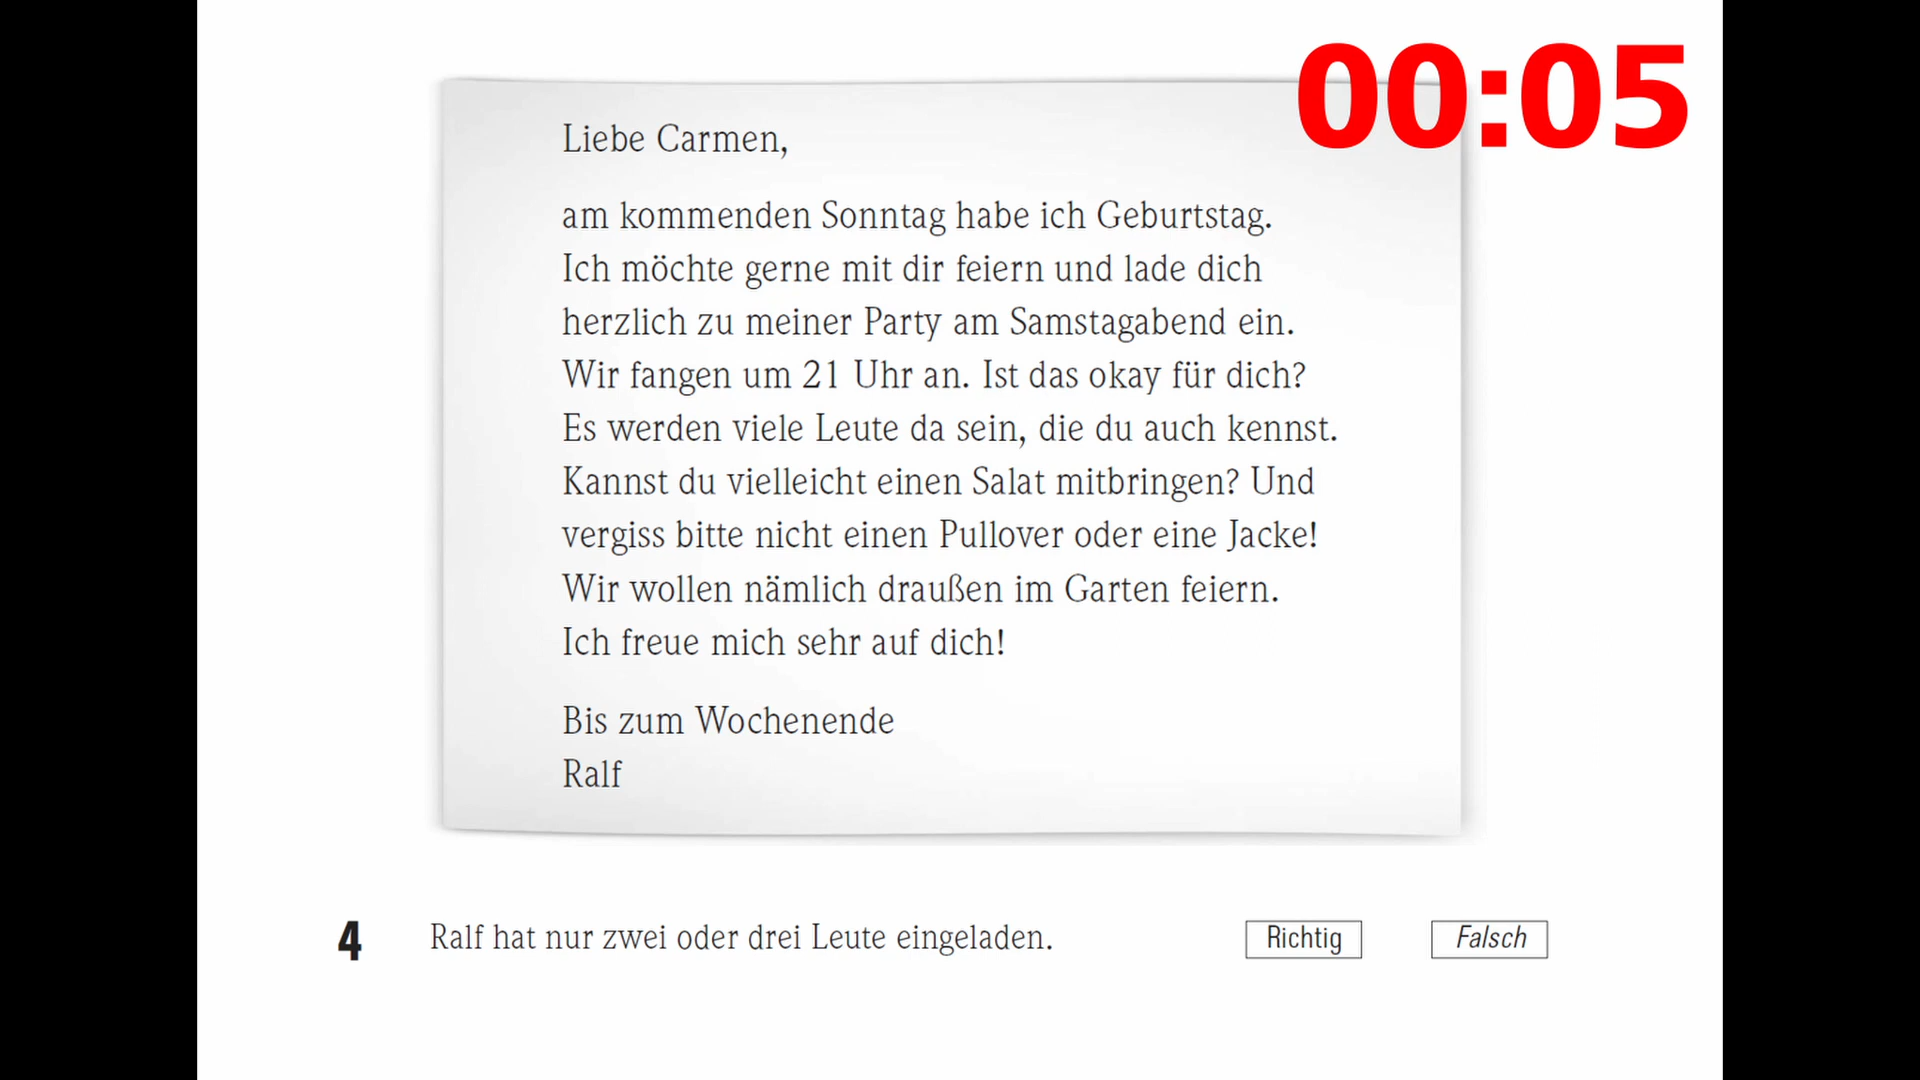 00:05
Liebe Carmen,
am kommenden Sonntag habe ich Geburtstag.
Ich möchte gerne mit dir feiern und lade dich
herzlich zu meiner Party am Samstagabend ein.
Wir fangen um 21 Uhr an. Ist das okay für dich?
Es werden viele Leute da sein, die du auch kennst.
Kannst du vielleicht einen Salat mitbringen? Und
vergiss bitte nicht einen Pullover oder eine Jacke!
Wir wollen nämlich draußen im Garten feiern.
Ich freue mich sehr auf dich!
Bis zum Wochenende
Ralf
4 Ralf hat nur zwei oder drei Leute eingeladen. Richtig Falsch